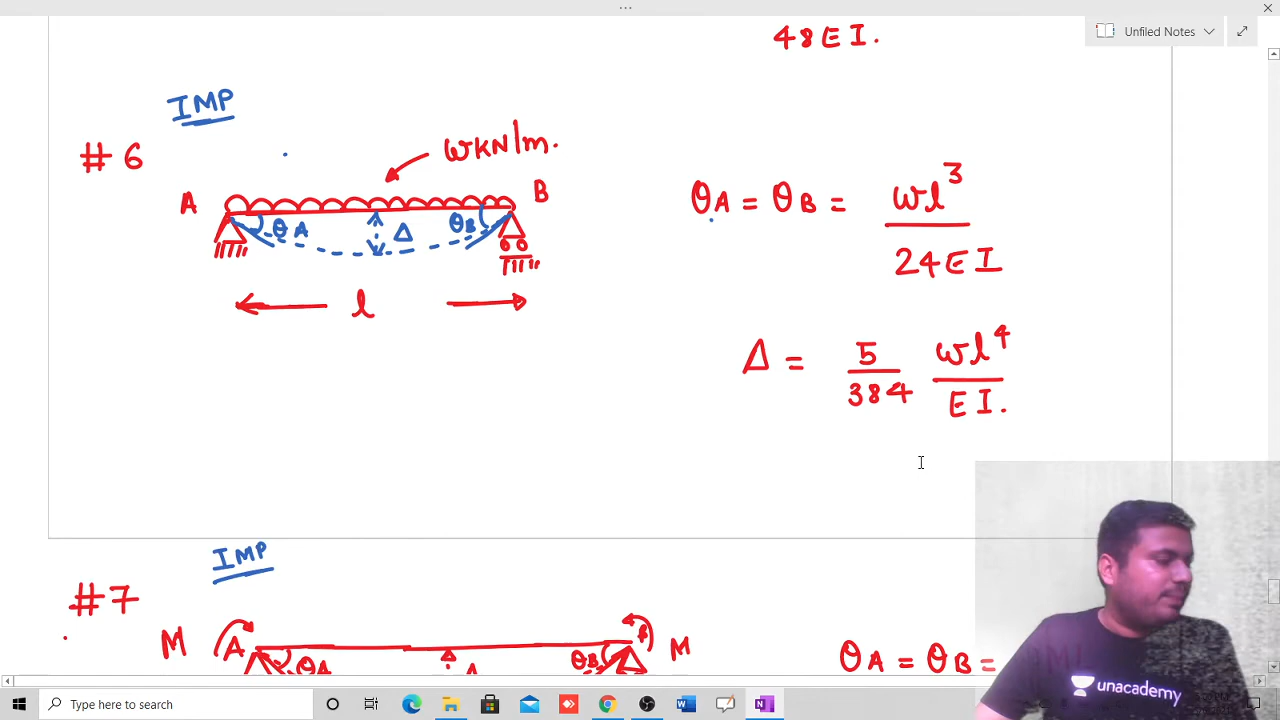 48EI.
Unfiled Notes
IMP
#6
wKN/m.
A
B
θA
Δ
θB
l
θA = θB = wl³
24EI
Δ = 5 wl⁴
384 EI.
IMP
#7
M
A
θA
θB
M
θA = θB =
unacademy
Type here to search